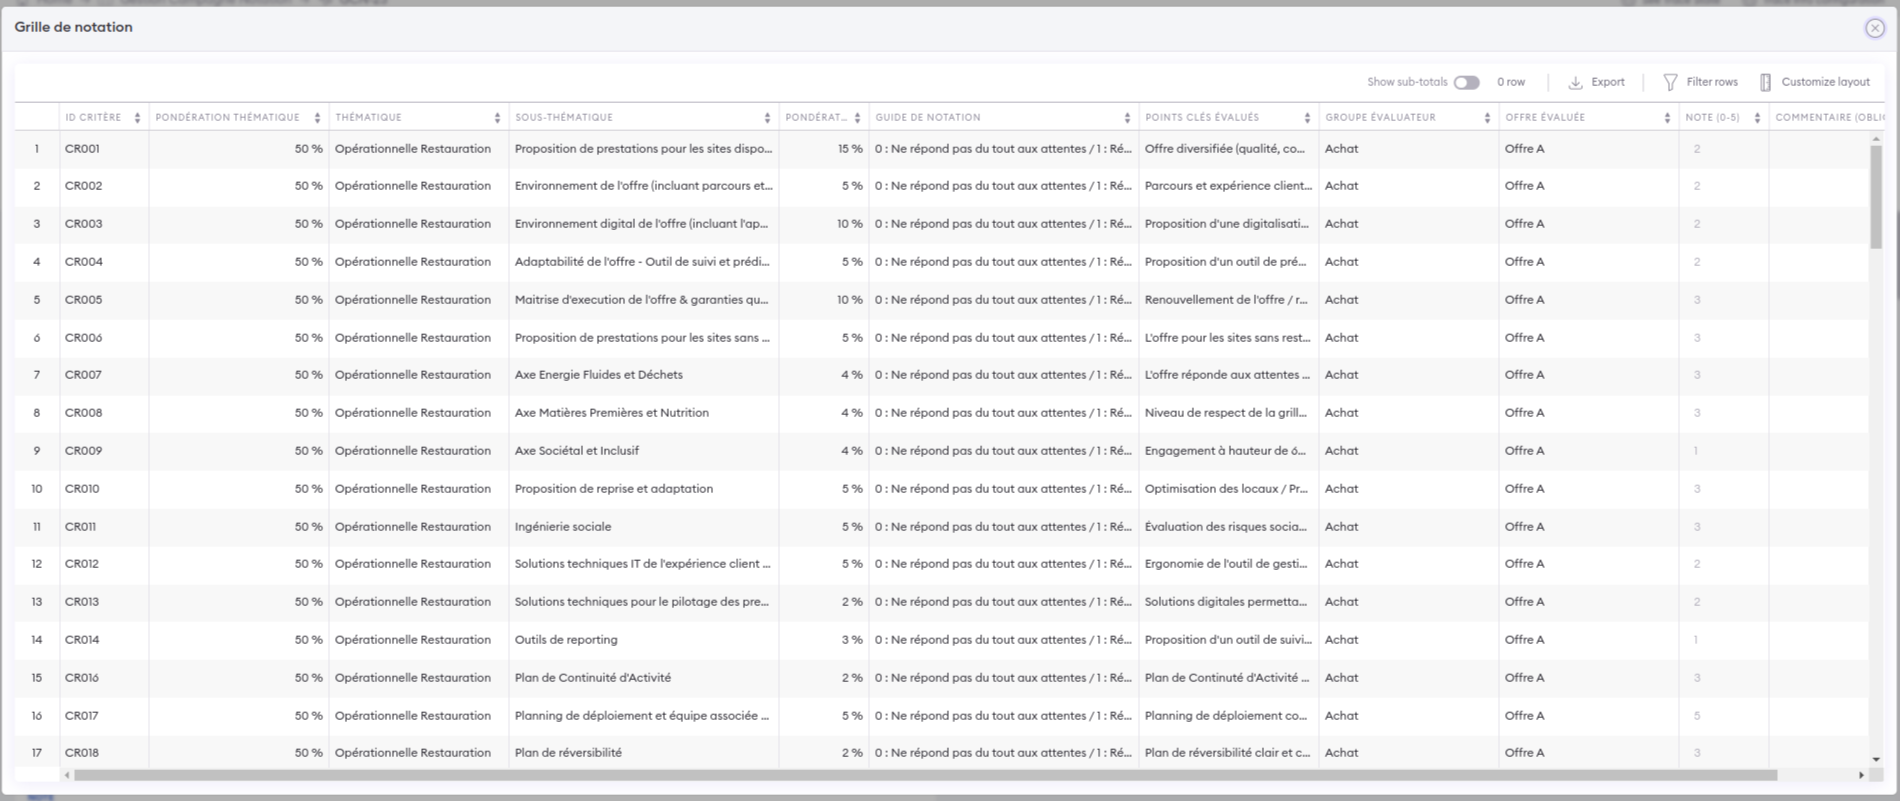 Grille de notation
Show sub-totals 0 row Export Filter rows Customize layout
ID CRITÈRE PONDÉRATION THÉMATIQUE THÉMATIQUE SOUS-THÉMATIQUE PONDÉRAT... GUIDE DE NOTATION POINTS CLÉS ÉVALUÉS GROUPE ÉVALUATEUR OFFRE ÉVALUÉE NOTE (0-5) COMMENTAIRE (OBLIG
1 CR001 50 % Opérationnelle Restauration Proposition de prestations pour les sites dispo... 15 % 0 : Ne répond pas du tout aux attentes / 1 : Ré... Offre diversifiée (qualité, co... Achat Offre A 2
2 CR002 50 % Opérationnelle Restauration Environnement de l'offre (incluant parcours et... 5 % 0 : Ne répond pas du tout aux attentes / 1 : Ré... Parcours et expérience client... Achat Offre A 2
3 CR003 50 % Opérationnelle Restauration Environnement digital de l'offre (incluant l'ap... 10 % 0 : Ne répond pas du tout aux attentes / 1 : Ré... Proposition d'une digitalisati... Achat Offre A 2
4 CR004 50 % Opérationnelle Restauration Adaptabilité de l'offre - Outil de suivi et prédi... 5 % 0 : Ne répond pas du tout aux attentes / 1 : Ré... Proposition d'un outil de pré... Achat Offre A 2
5 CR005 50 % Opérationnelle Restauration Maitrise d'execution de l'offre & garanties qu... 10 % 0 : Ne répond pas du tout aux attentes / 1 : Ré... Renouvellement de l'offre / r... Achat Offre A 3
6 CR006 50 % Opérationnelle Restauration Proposition de prestations pour les sites sans ... 5 % 0 : Ne répond pas du tout aux attentes / 1 : Ré... L'offre pour les sites sans rest... Achat Offre A 3
7 CR007 50 % Opérationnelle Restauration Axe Energie Fluides et Déchets 4 % 0 : Ne répond pas du tout aux attentes / 1 : Ré... L'offre réponde aux attentes ... Achat Offre A 3
8 CR008 50 % Opérationnelle Restauration Axe Matières Premières et Nutrition 4 % 0 : Ne répond pas du tout aux attentes / 1 : Ré... Niveau de respect de la grill... Achat Offre A 3
9 CR009 50 % Opérationnelle Restauration Axe Sociétal et Inclusif 4 % 0 : Ne répond pas du tout aux attentes / 1 : Ré... Engagement à hauteur de 6... Achat Offre A 1
10 CR010 50 % Opérationnelle Restauration Proposition de reprise et adaptation 5 % 0 : Ne répond pas du tout aux attentes / 1 : Ré... Optimisation des locaux / Pr... Achat Offre A 3
11 CR011 50 % Opérationnelle Restauration Ingénierie sociale 5 % 0 : Ne répond pas du tout aux attentes / 1 : Ré... Évaluation des risques socia... Achat Offre A 3
12 CR012 50 % Opérationnelle Restauration Solutions techniques IT de l'expérience client ... 5 % 0 : Ne répond pas du tout aux attentes / 1 : Ré... Ergonomie de l'outil de gesti... Achat Offre A 2
13 CR013 50 % Opérationnelle Restauration Solutions techniques pour le pilotage des pre... 2 % 0 : Ne répond pas du tout aux attentes / 1 : Ré... Solutions digitales permetta... Achat Offre A 2
14 CR014 50 % Opérationnelle Restauration Outils de reporting 3 % 0 : Ne répond pas du tout aux attentes / 1 : Ré... Proposition d'un outil de suivi... Achat Offre A 1
15 CR016 50 % Opérationnelle Restauration Plan de Continuité d'Activité 2 % 0 : Ne répond pas du tout aux attentes / 1 : Ré... Plan de Continuté d'Activité ... Achat Offre A 3
16 CR017 50 % Opérationnelle Restauration Planning de déploiement et équipe associée ... 5 % 0 : Ne répond pas du tout aux attentes / 1 : Ré... Planning de déploiement co... Achat Offre A 5
17 CR018 50 % Opérationnelle Restauration Plan de réversibilité 2 % 0 : Ne répond pas du tout aux attentes / 1 : Ré... Plan de réversibilité clair et c... Achat Offre A 3